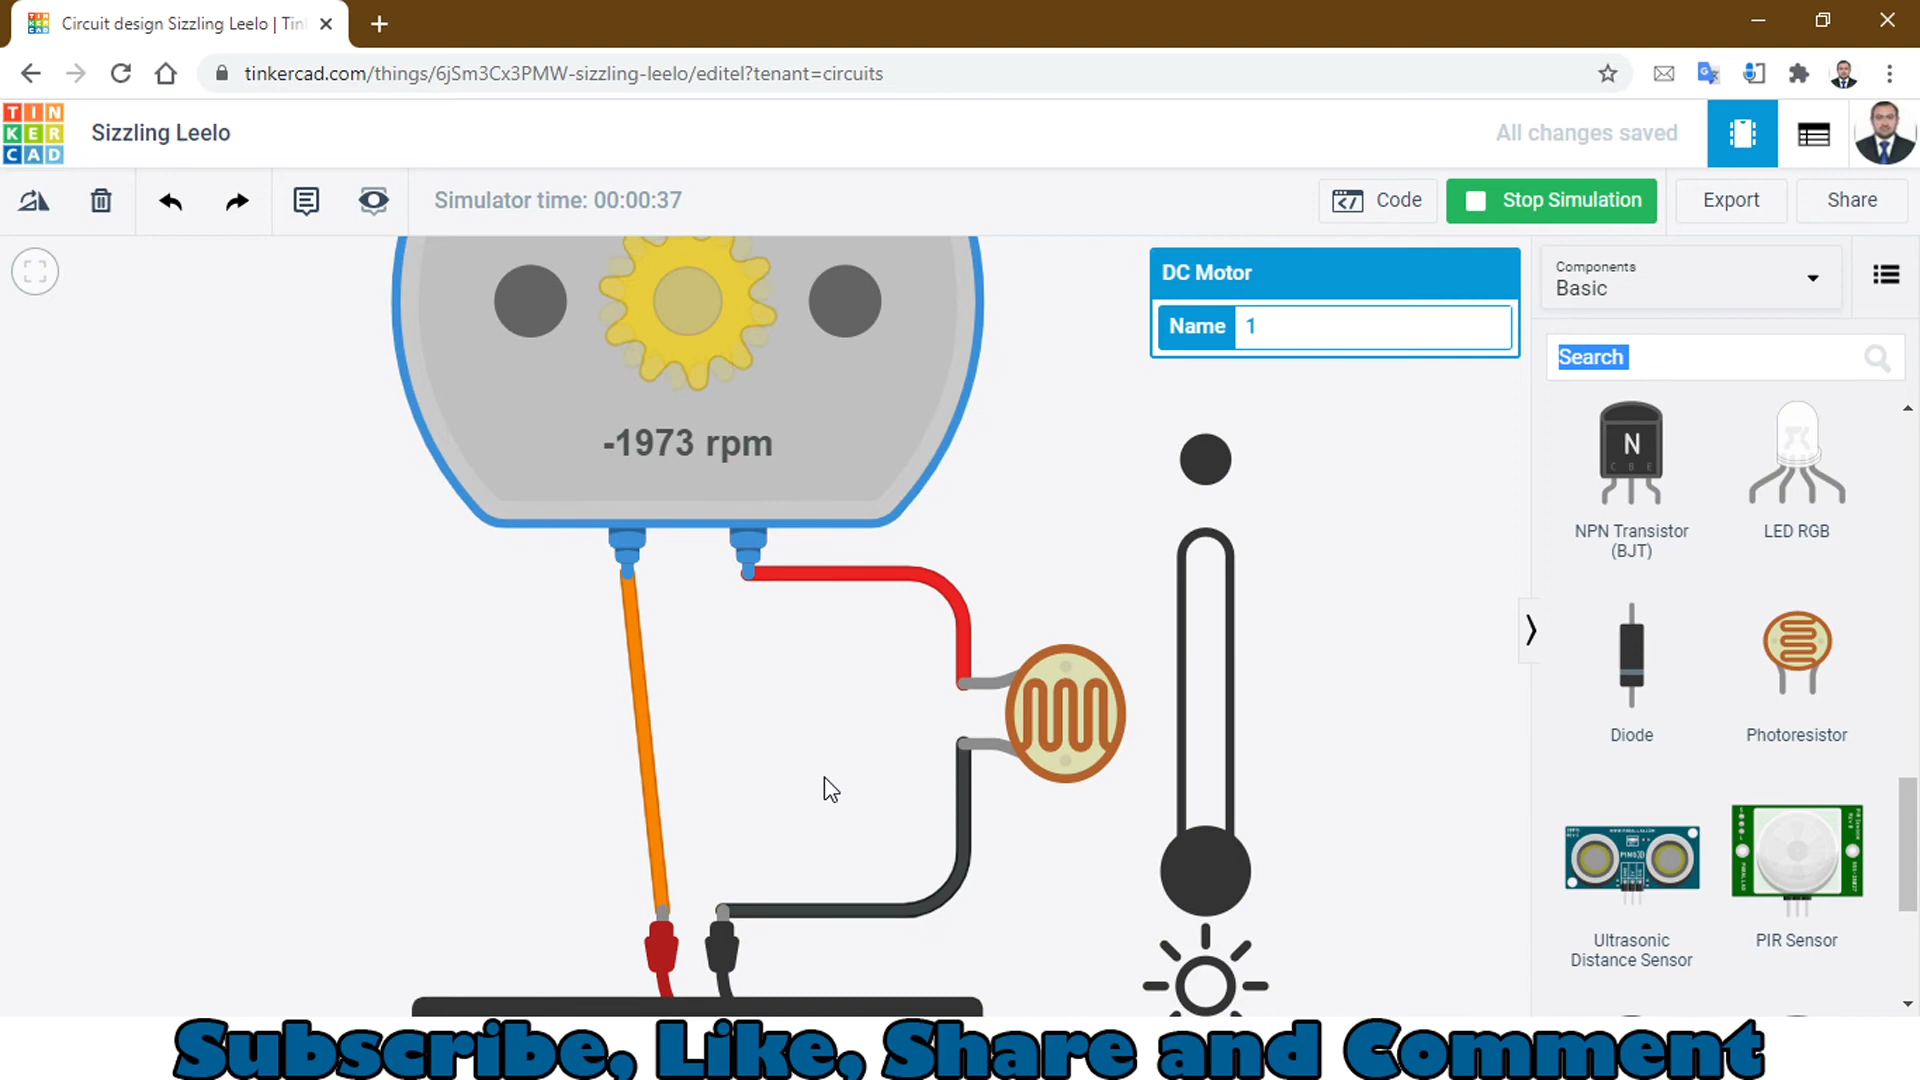 Circuit design Sizzling Leelo | Tin
tinkercad.com/things/6jSm3Cx3PMW-sizzling-leelo/editel?tenant=circuits
TIN
KER
CAD
Sizzling Leelo
All changes saved
Simulator time: 00:00:37
Code
Stop Simulation
Export
Share
DC Motor
Name 1
Components
Basic
Search
-1973 rpm
N
C B E
NPN Transistor
(BJT)
LED RGB
Diode
Photoresistor
PING)))
Ultrasonic
Distance Sensor
PIR Sensor
Subscribe, Like, Share and Comment